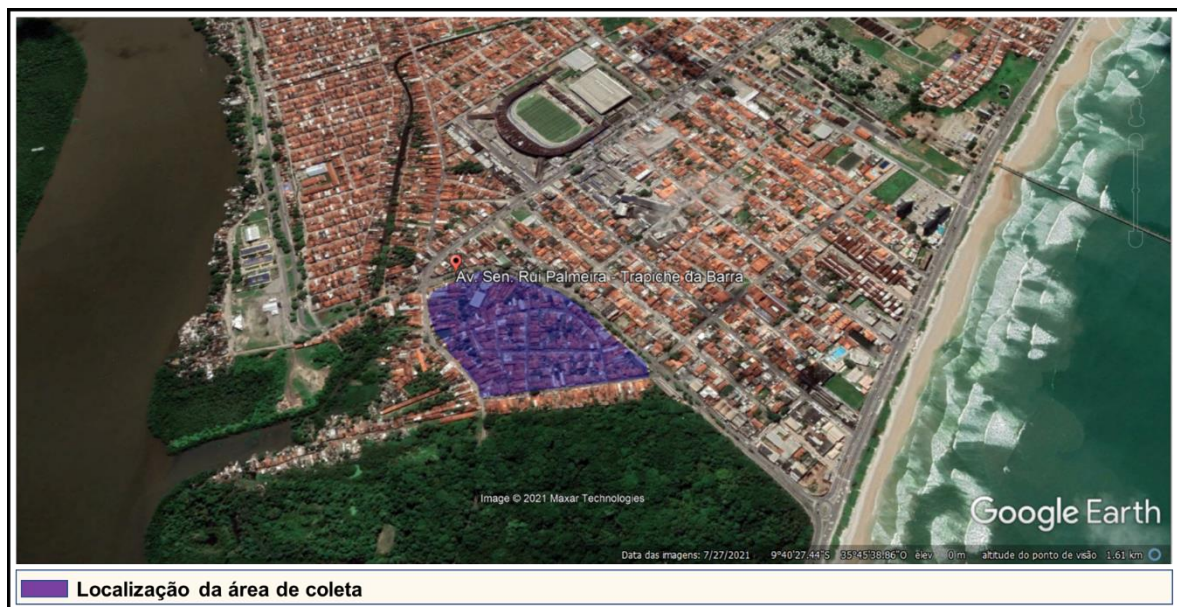 Av. Sen. Rui Palmeira - Trapiche da Barra
Image © 2021 Maxar Technologies
Google Earth
Data das imagens: 7/27/2021 9°40'27.44"S 35°45'38.86"O elev 0 m altitude do ponto de visão 1.61 km
Localização da área de coleta